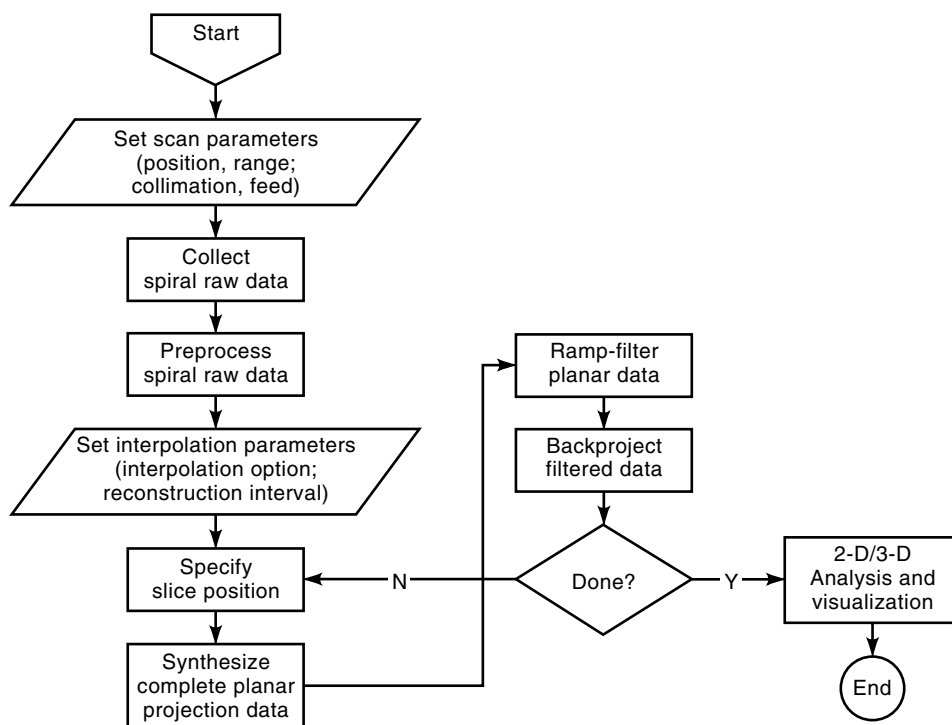 Start
Set scan parameters
(position, range;
collimation, feed)
Collect
spiral raw data
Preprocess
spiral raw data
Set interpolation parameters
(interpolation option;
reconstruction interval)
Specify
slice position
Synthesize
complete planar
projection data
Ramp-filter
planar data
Backproject
filtered data
Done?
N
Y
2-D/3-D
Analysis and
visualization
End